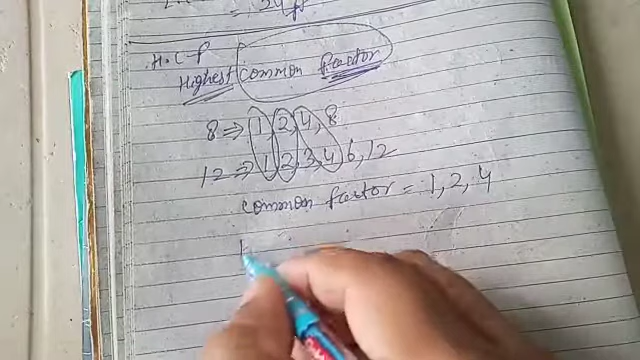 H.C.F
Highest common factor
8 ⇒ 1, 2, 4, 8
12 ⇒ 1, 2, 3, 4, 6, 12
common factor = 1, 2, 4